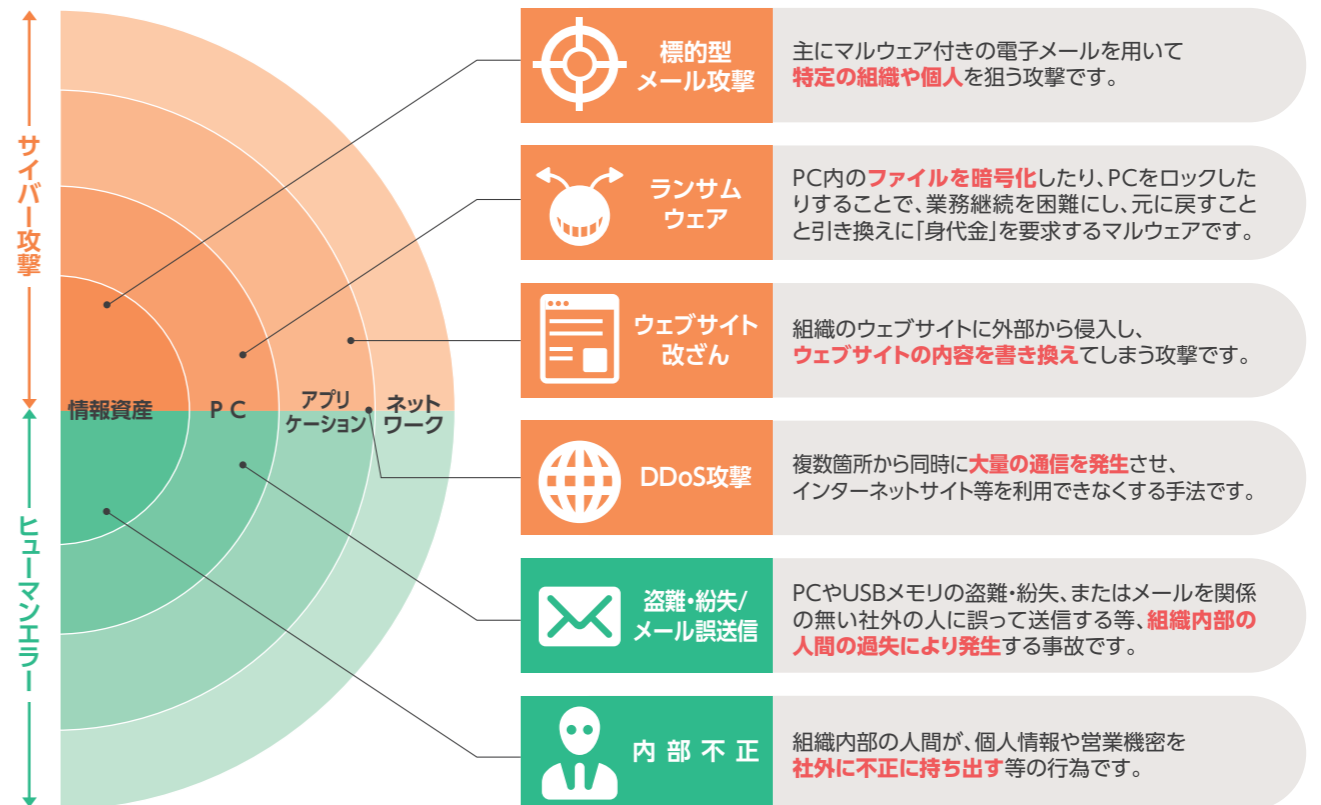 サイバー攻撃
ヒューマンエラー
情報資産
PC
アプリ
ケーション
ネット
ワーク
標的型
メール攻撃
主にマルウェア付きの電子メールを用いて
特定の組織や個人を狙う攻撃です。
ランサム
ウェア
PC内のファイルを暗号化したり、PCをロックした
りすることで、業務継続を困難にし、元に戻すこと
と引き換えに「身代金」を要求するマルウェアです。
ウェブサイト
改ざん
組織のウェブサイトに外部から侵入し、
ウェブサイトの内容を書き換えてしまう攻撃です。
DDoS攻撃
複数箇所から同時に大量の通信を発生させ、
インターネットサイト等を利用できなくする手法です。
盗難・紛失/
メール誤送信
PCやUSBメモリの盗難・紛失、またはメールを関係
の無い社外の人に誤って送信する等、組織内部の
人間の過失により発生する事故です。
内部不正
組織内部の人間が、個人情報や営業機密を
社外に不正に持ち出す等の行為です。